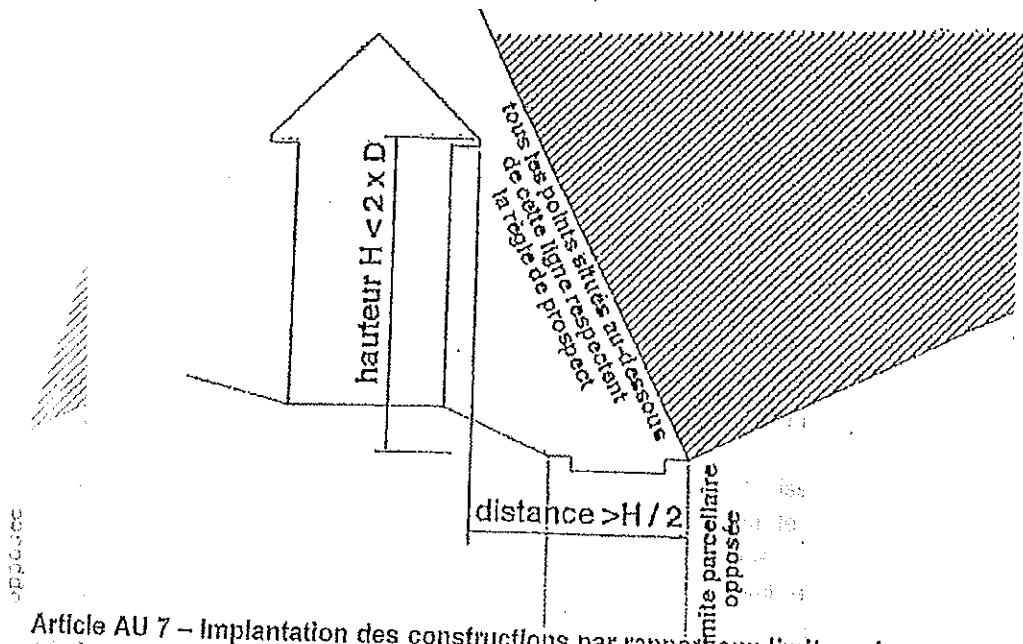 hauteur H < 2 x D
tous les points situés au-dessous
de cette ligne respectent
la règle de prospect
distance >H / 2
limite parcellaire
opposée
opposée
Article AU 7 – Implantation des constructions par rapport aux limites